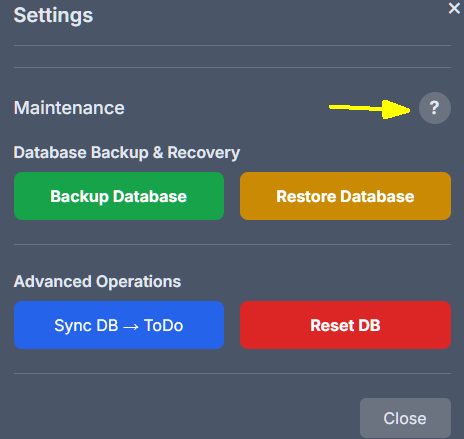 Settings
×
Maintenance
?
Database Backup & Recovery
Backup Database
Restore Database
Advanced Operations
Sync DB → ToDo
Reset DB
Close